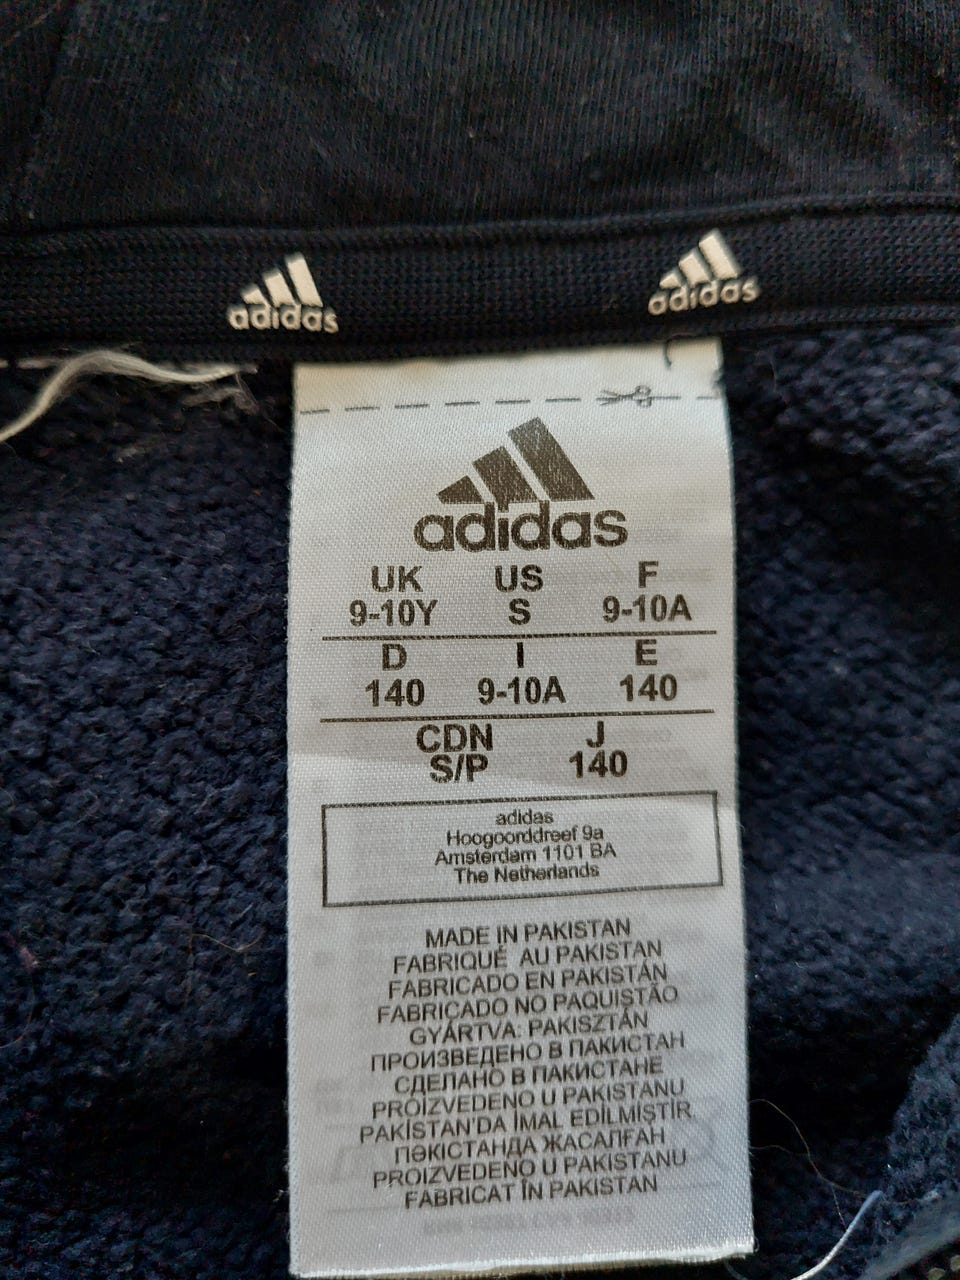 adidas
adidas
adidas
UK US F
9-10Y S 9-10A
D I E
140 9-10A 140
CDN J
S/P 140
adidas
Hoogoorddreef 9a
Amsterdam 1101 BA
The Netherlands
MADE IN PAKISTAN
FABRIQUÉ AU PAKISTAN
FABRICADO EN PAKISTÁN
FABRICADO NO PAQUISTÃO
GYÁRTVA: PAKISZTÁN
ПРОИЗВЕДЕНО В ПАКИСТАН
СДЕЛАНО В ПАКИСТАНЕ
PROIZVEDENO U PAKISTANU
PAKİSTAN'DA İMAL EDİLMİŞTİR
ПӘКІСТАНДА ЖАСАЛҒАН
PROIZVEDENO U PAKISTANU
FABRICAT ÎN PAKISTAN